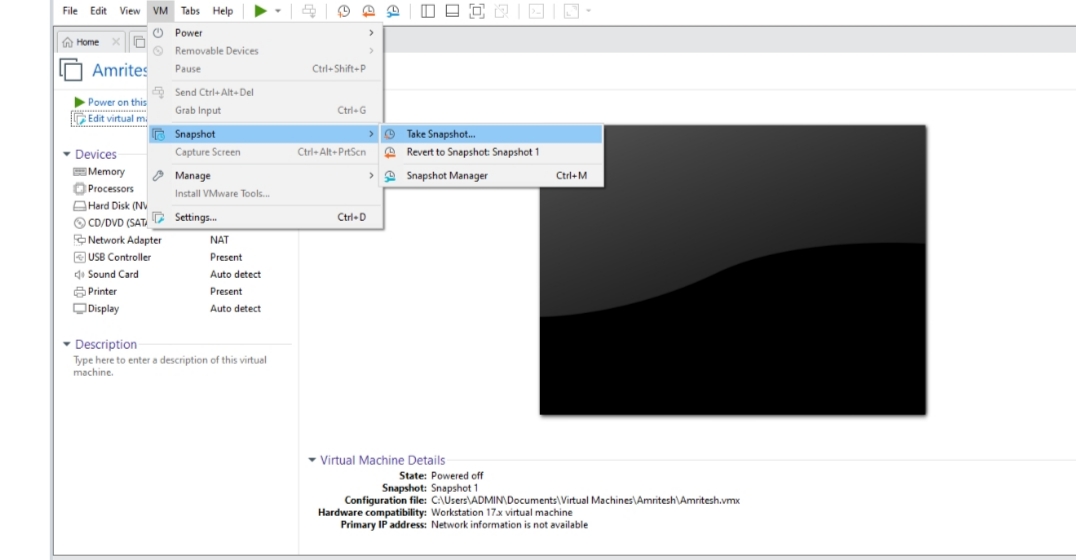 File Edit View VM Tabs Help
Home
Amrites
Power on this
Edit virtual ma
Power
Removable Devices
Pause Ctrl+Shift+P
Send Ctrl+Alt+Del
Grab Input Ctrl+G
Snapshot
Capture Screen Ctrl+Alt+PrtScn
Manage
Install VMware Tools...
Settings... Ctrl+D
Take Snapshot...
Revert to Snapshot: Snapshot 1
Snapshot Manager Ctrl+M
Devices
Memory
Processors
Hard Disk (NV
CD/DVD (SATA
Network Adapter NAT
USB Controller Present
Sound Card Auto detect
Printer Present
Display Auto detect
Description
Type here to enter a description of this virtual
machine.
Virtual Machine Details
State: Powered off
Snapshot: Snapshot 1
Configuration file: C:\Users\ADMIN\Documents\Virtual Machines\Amritesh\Amritesh.vmx
Hardware compatibility: Workstation 17.x virtual machine
Primary IP address: Network information is not available